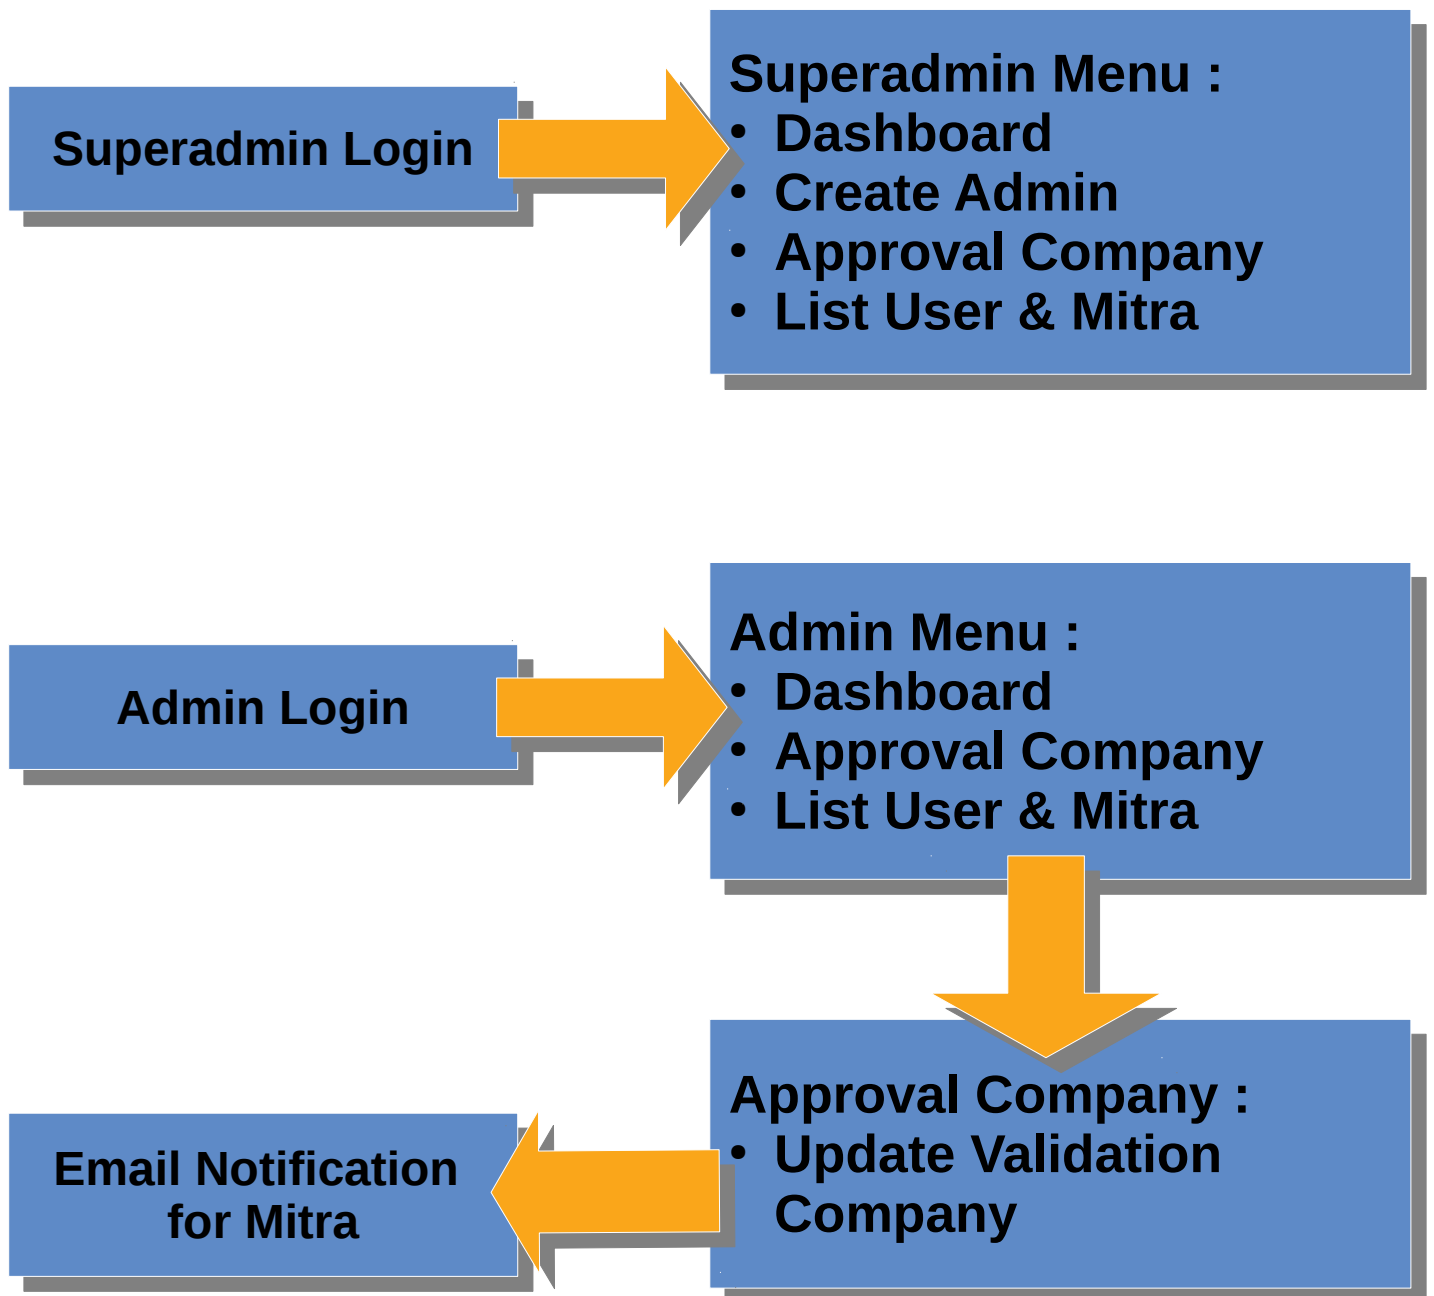 Superadmin Login
Superadmin Menu :
• Dashboard
• Create Admin
• Approval Company
• List User & Mitra
Admin Login
Admin Menu :
• Dashboard
• Approval Company
• List User & Mitra
Approval Company :
• Update Validation
Company
Email Notification
for Mitra